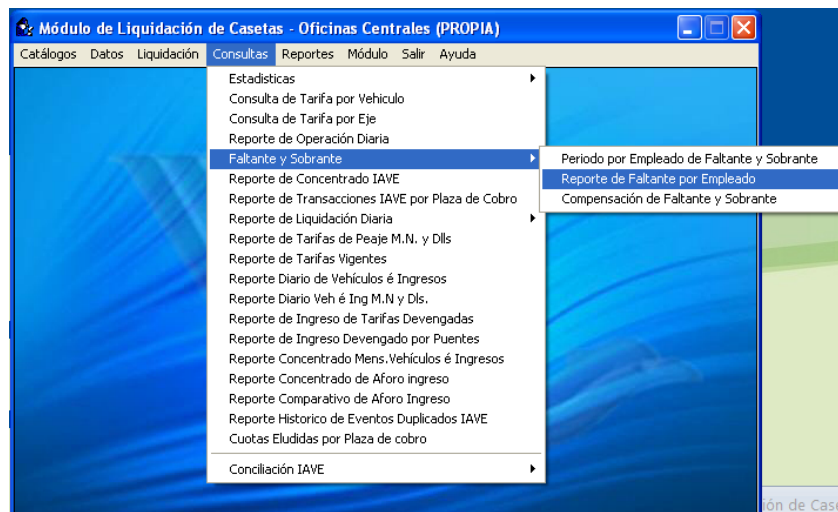 Módulo de Liquidación de Casetas - Oficinas Centrales (PROPIA)
Catálogos Datos Liquidación Consultas Reportes Módulo Salir Ayuda
Estadisticas
Consulta de Tarifa por Vehiculo
Consulta de Tarifa por Eje
Reporte de Operación Diaria
Faltante y Sobrante
Periodo por Empleado de Faltante y Sobrante
Reporte de Faltante por Empleado
Compensación de Faltante y Sobrante
Reporte de Concentrado IAVE
Reporte de Transacciones IAVE por Plaza de Cobro
Reporte de Liquidación Diaria
Reporte de Tarifas de Peaje M.N. y Dlls
Reporte de Tarifas Vigentes
Reporte Diario de Vehículos é Ingresos
Reporte Diario Veh é Ing M.N y Dls.
Reporte de Ingreso de Tarifas Devengadas
Reporte de Ingreso Devengado por Puentes
Reporte Concentrado Mens.Vehículos é Ingresos
Reporte Concentrado de Aforo ingreso
Reporte Comparativo de Aforo Ingreso
Reporte Historico de Eventos Duplicados IAVE
Cuotas Eludidas por Plaza de cobro
Conciliación IAVE
ión de Cas